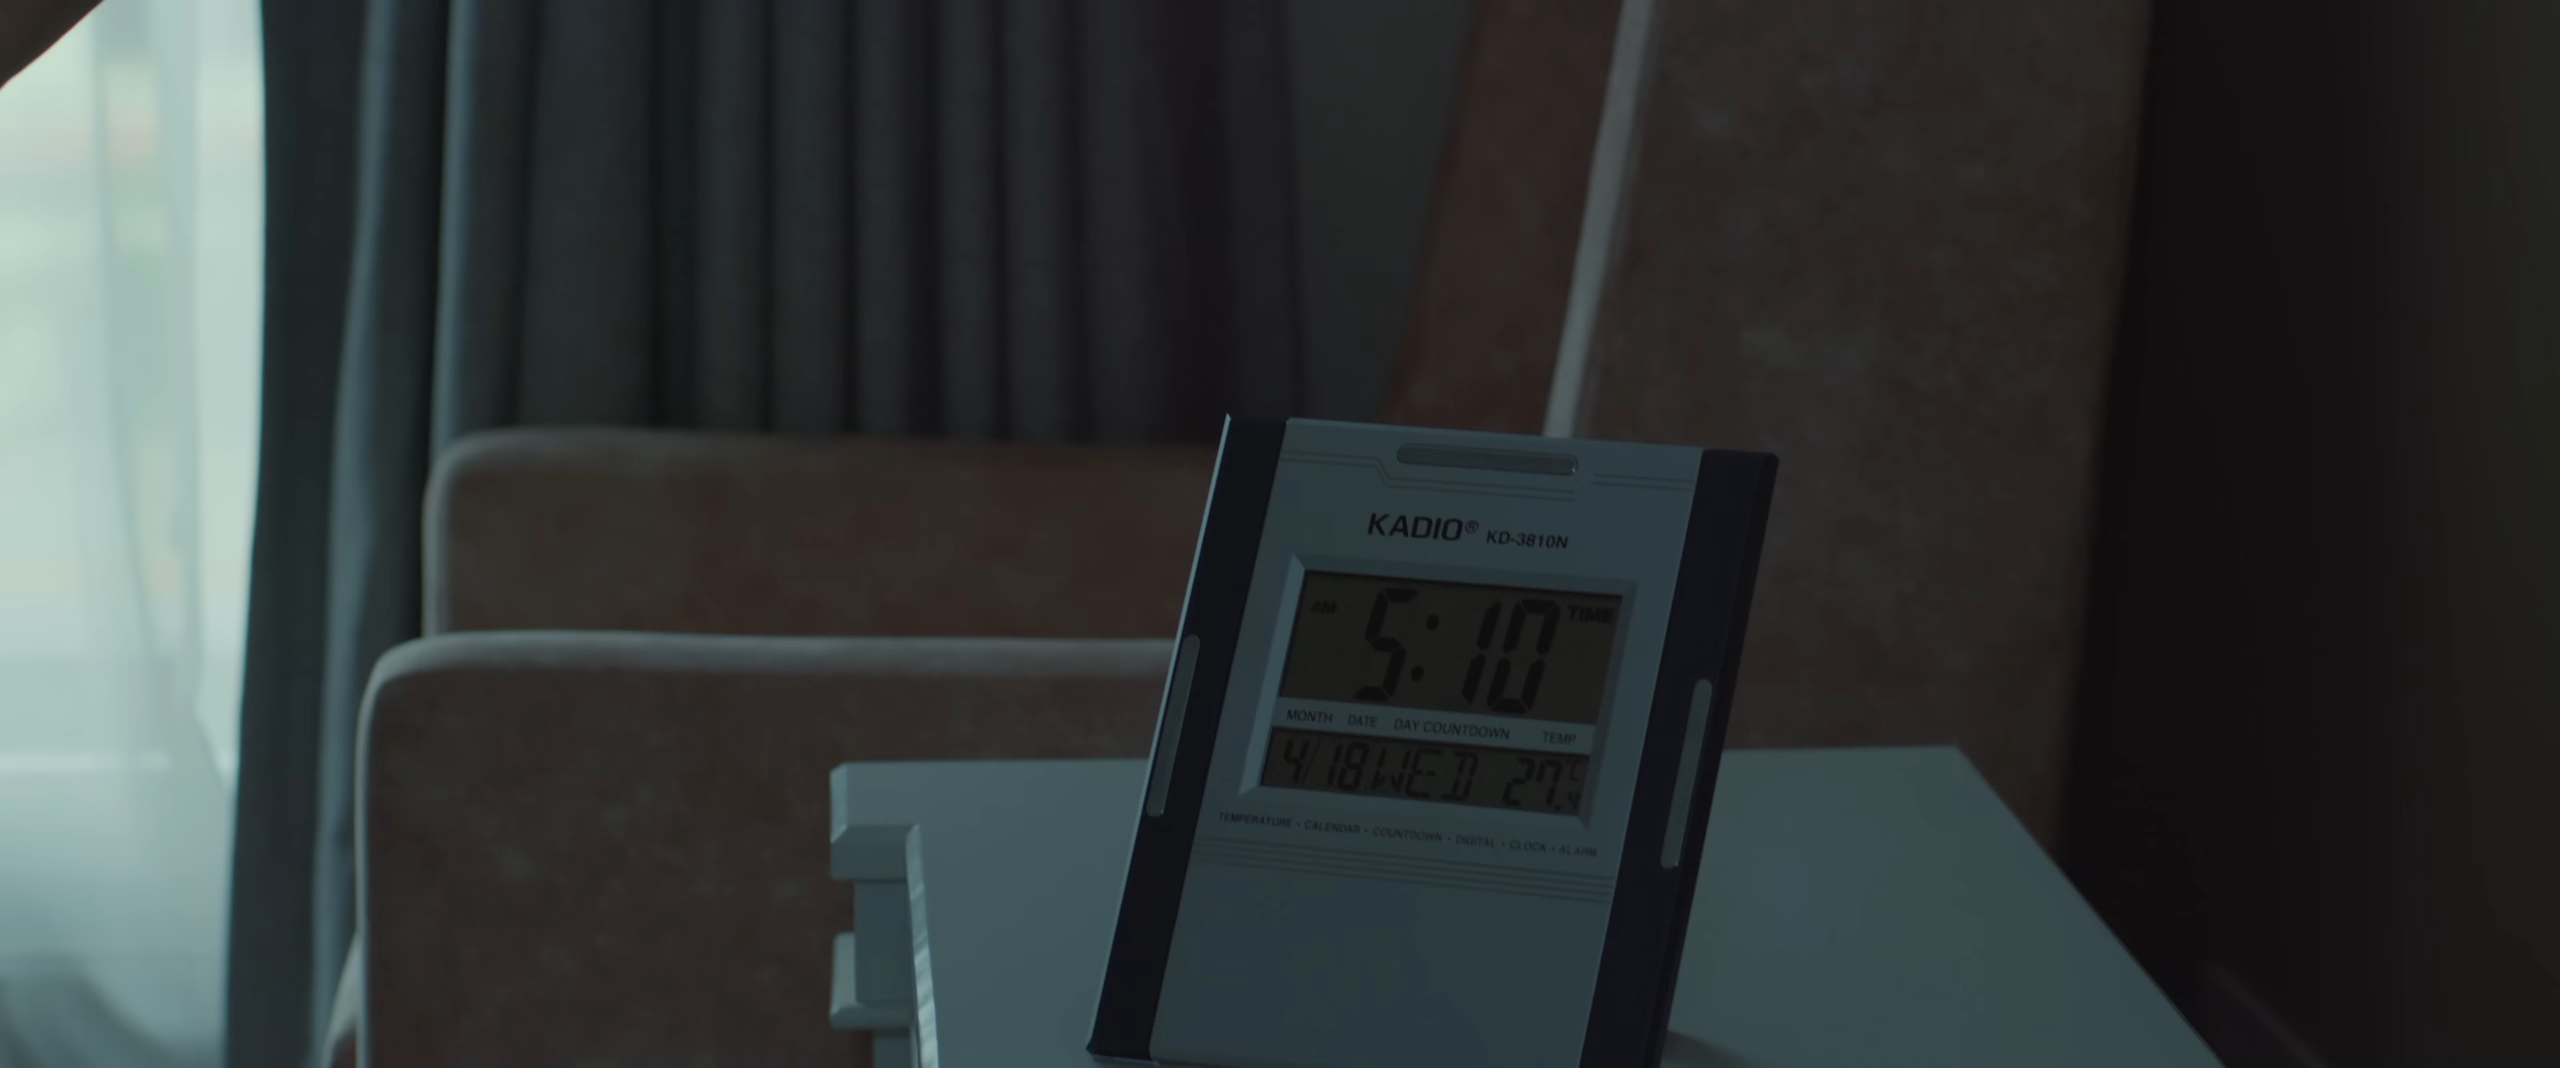 KADIO® KD-3810N
AM 5:10 TIME
MONTH DATE DAY COUNTDOWN TEMP
4/18 WED 27.4°C
TEMPERATURE • CALENDAR • COUNTDOWN • DIGITAL • CLOCK • ALARM